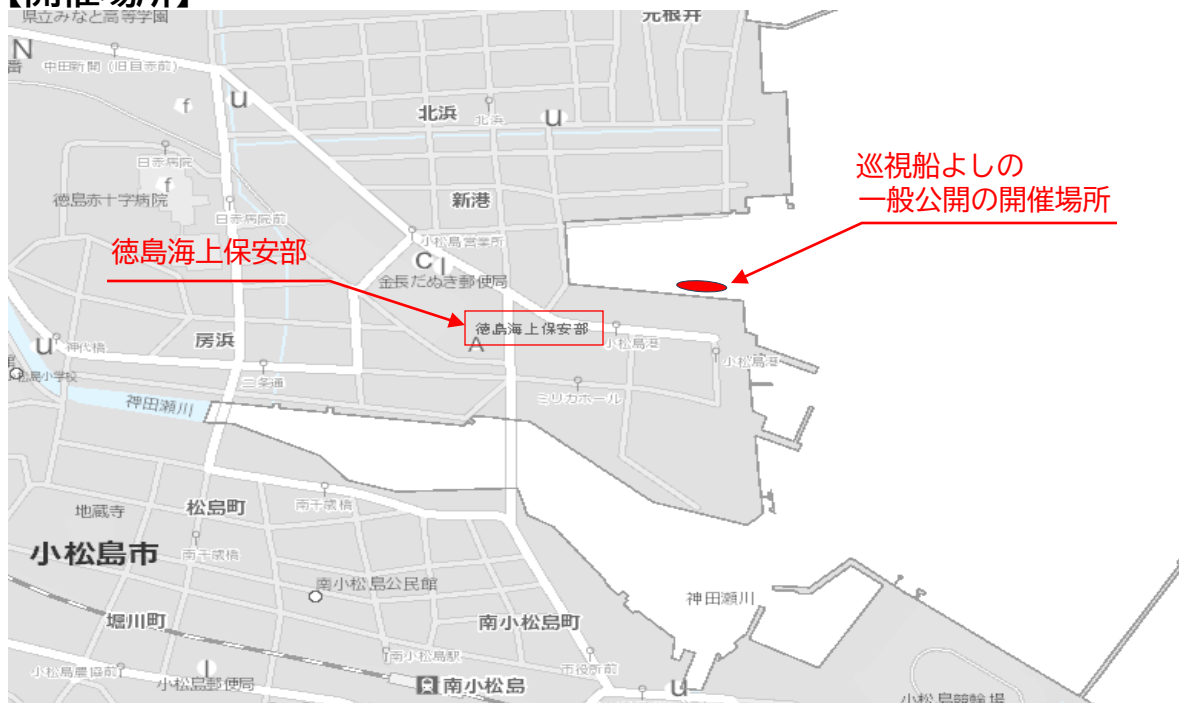 【開催場所】
県立みなと高等学園
元根井
N
番
中田新開(旧日赤前)
f
u
北浜
北浜
u
日赤病院
f
徳島赤十字病院
新港
日赤病院前
小松島営業所
巡視船よしの
一般公開の開催場所
徳島海上保安部
C
金長だぬき郵便局
徳島海上保安部
A
小松島港
小松島港
房浜
u
神代橋
二条通
ミリカホール
神田瀬川
地蔵寺
松島町
南千歳橋
小松島市
南千歳橋
南小松島公民館
神田瀬川
堀川町
南小松島町
南小松島駅
市役所前
小松島農協前
小松島郵便局
南小松島
u
小松島競輪場